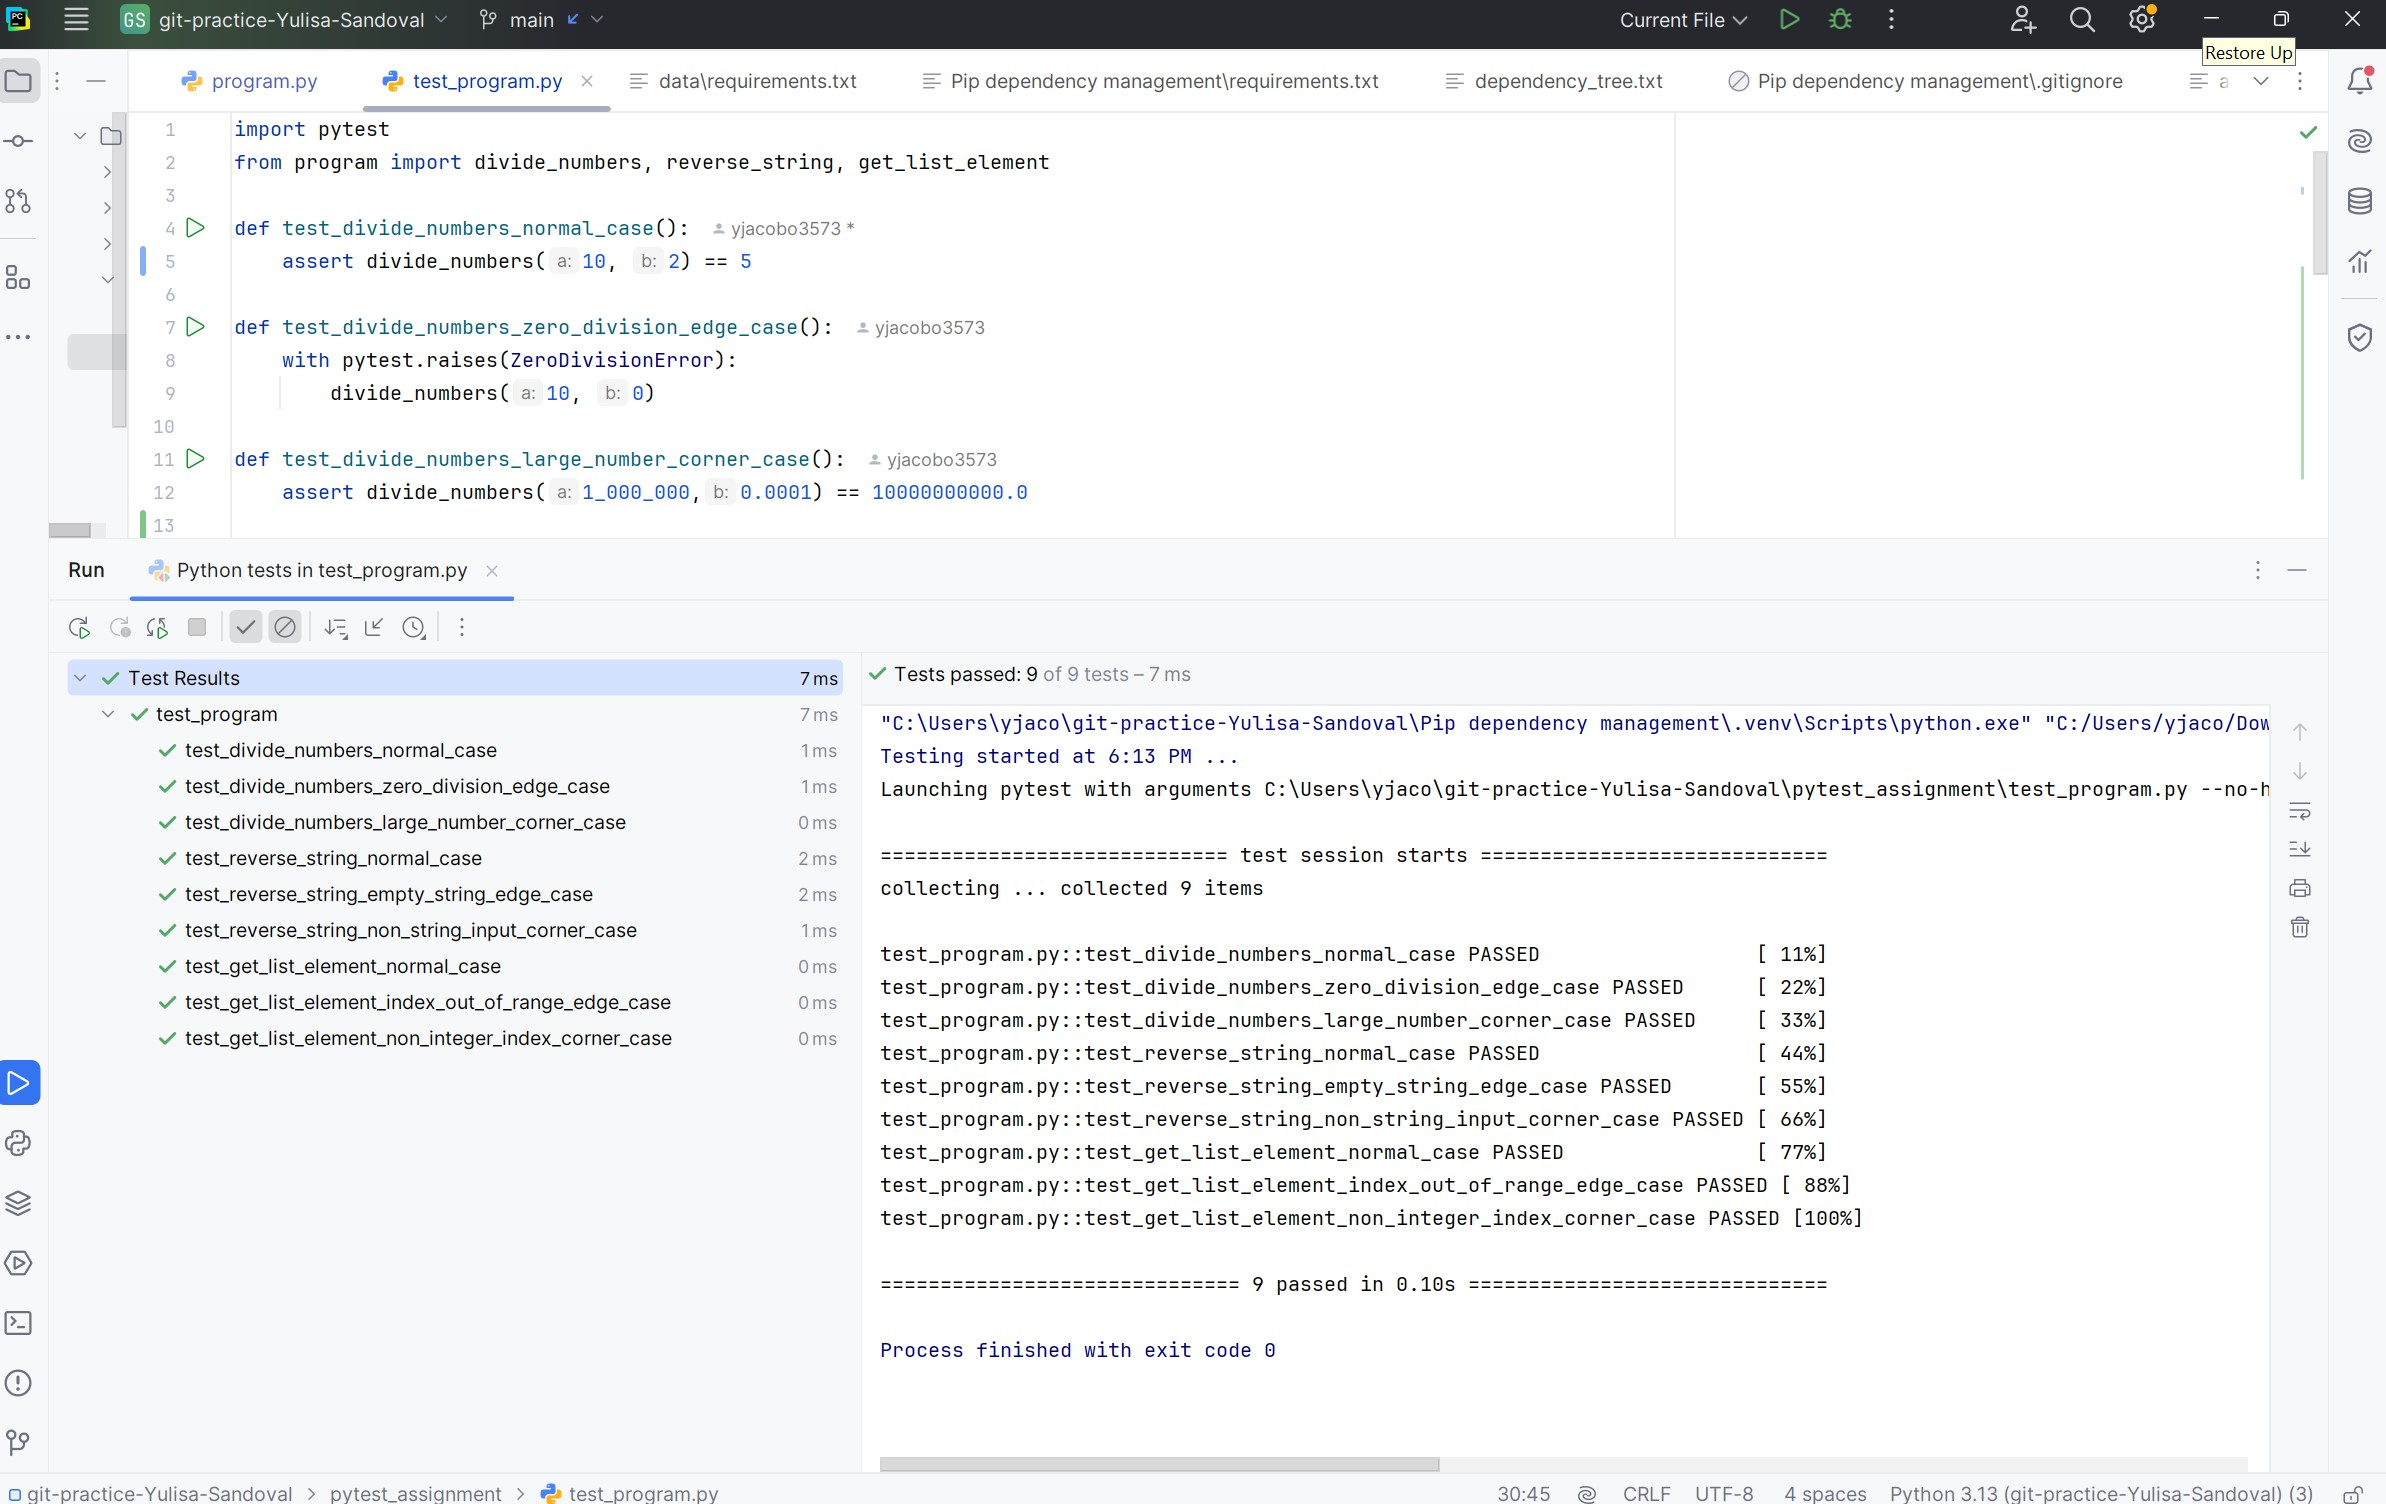 PC GS git-practice-Yulisa-Sandoval main Current File
Restore Up
program.py test_program.py data\requirements.txt Pip dependency management\requirements.txt dependency_tree.txt Pip dependency management\.gitignore a
1 import pytest
2 from program import divide_numbers, reverse_string, get_list_element
3
4 def test_divide_numbers_normal_case(): yjacobo3573 *
5 assert divide_numbers( a: 10, b: 2) == 5
6
7 def test_divide_numbers_zero_division_edge_case(): yjacobo3573
8 with pytest.raises(ZeroDivisionError):
9 divide_numbers( a: 10, b: 0)
10
11 def test_divide_numbers_large_number_corner_case(): yjacobo3573
12 assert divide_numbers( a: 1_000_000, b: 0.0001) == 10000000000.0
13
Run Python tests in test_program.py
Test Results 7 ms
test_program 7 ms
test_divide_numbers_normal_case 1 ms
test_divide_numbers_zero_division_edge_case 1 ms
test_divide_numbers_large_number_corner_case 0 ms
test_reverse_string_normal_case 2 ms
test_reverse_string_empty_string_edge_case 2 ms
test_reverse_string_non_string_input_corner_case 1 ms
test_get_list_element_normal_case 0 ms
test_get_list_element_index_out_of_range_edge_case 0 ms
test_get_list_element_non_integer_index_corner_case 0 ms
Tests passed: 9 of 9 tests – 7 ms
"C:\Users\yjaco\git-practice-Yulisa-Sandoval\Pip dependency management\.venv\Scripts\python.exe" "C:/Users/yjaco/Dow
Testing started at 6:13 PM ...
Launching pytest with arguments C:\Users\yjaco\git-practice-Yulisa-Sandoval\pytest_assignment\test_program.py --no-h
============================= test session starts =============================
collecting ... collected 9 items
test_program.py::test_divide_numbers_normal_case PASSED [ 11%]
test_program.py::test_divide_numbers_zero_division_edge_case PASSED [ 22%]
test_program.py::test_divide_numbers_large_number_corner_case PASSED [ 33%]
test_program.py::test_reverse_string_normal_case PASSED [ 44%]
test_program.py::test_reverse_string_empty_string_edge_case PASSED [ 55%]
test_program.py::test_reverse_string_non_string_input_corner_case PASSED [ 66%]
test_program.py::test_get_list_element_normal_case PASSED [ 77%]
test_program.py::test_get_list_element_index_out_of_range_edge_case PASSED [ 88%]
test_program.py::test_get_list_element_non_integer_index_corner_case PASSED [100%]
============================== 9 passed in 0.10s ==============================
Process finished with exit code 0
git-practice-Yulisa-Sandoval > pytest_assignment > test_program.py 30:45 CRLF UTF-8 4 spaces Python 3.13 (git-practice-Yulisa-Sandoval) (3)